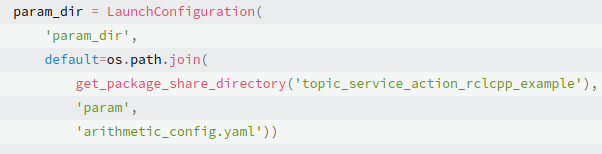 param_dir = LaunchConfiguration(
    'param_dir',
    default=os.path.join(
        get_package_share_directory('topic_service_action_rclcpp_example'),
        'param',
        'arithmetic_config.yaml'))